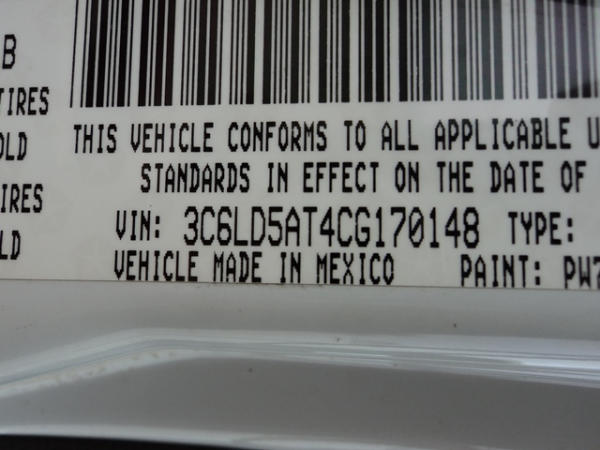 B
TIRES
OLD
THIS VEHICLE CONFORMS TO ALL APPLICABLE U
STANDARDS IN EFFECT ON THE DATE OF
IRES
LD
VIN: 3C6LD5AT4CG170148 TYPE:
VEHICLE MADE IN MEXICO PAINT: PW7